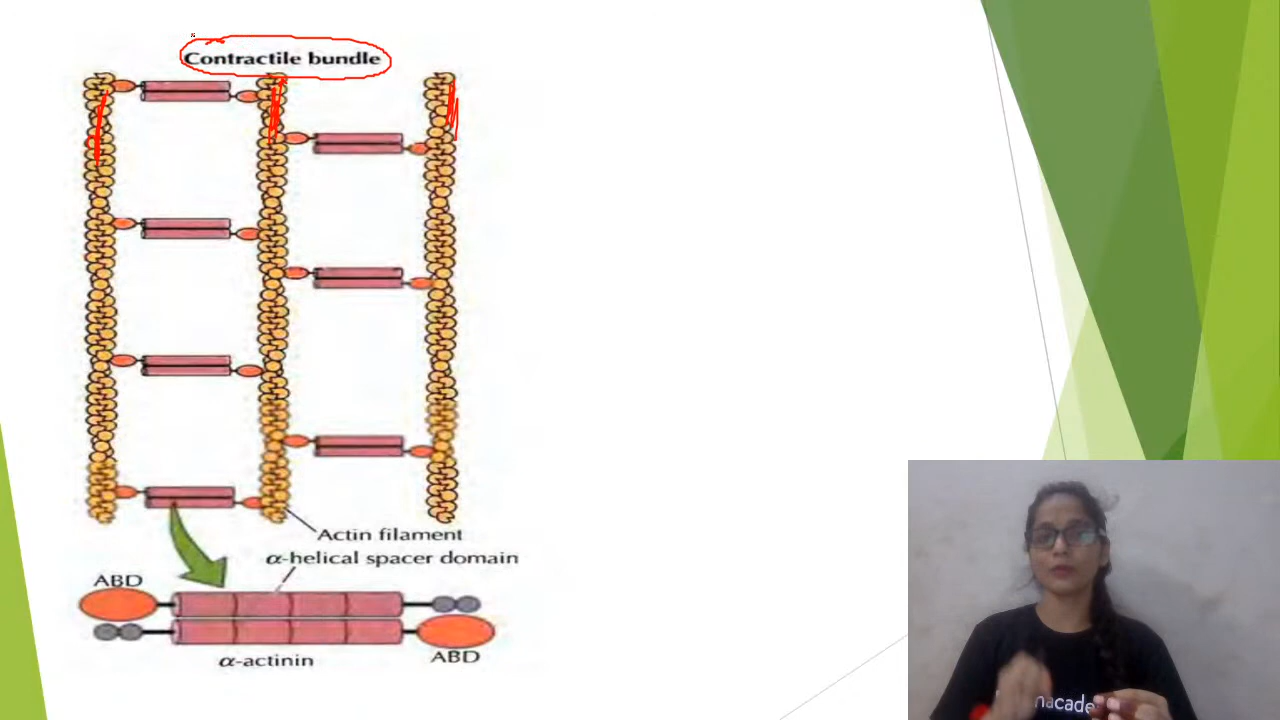 Contractile bundle
Actin filament
α-helical spacer domain
ABD
α-actinin
ABD